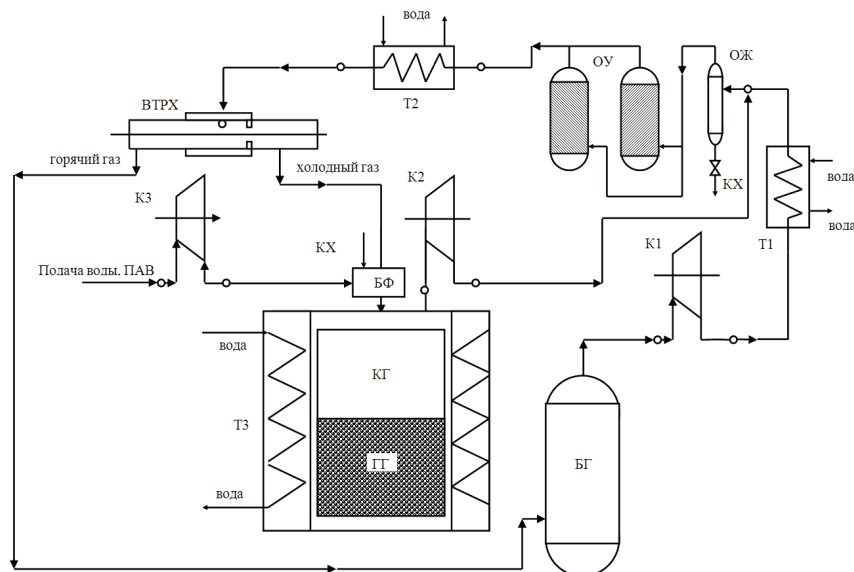 вода
ОУ
ОЖ
Т2
ВТРХ
горячий газ
холодный газ
К2
КХ
вода
К3
вода
Т1
К1
КХ
Подача воды. ПАВ
БФ
вода
КГ
Т3
ГГ
БГ
вода